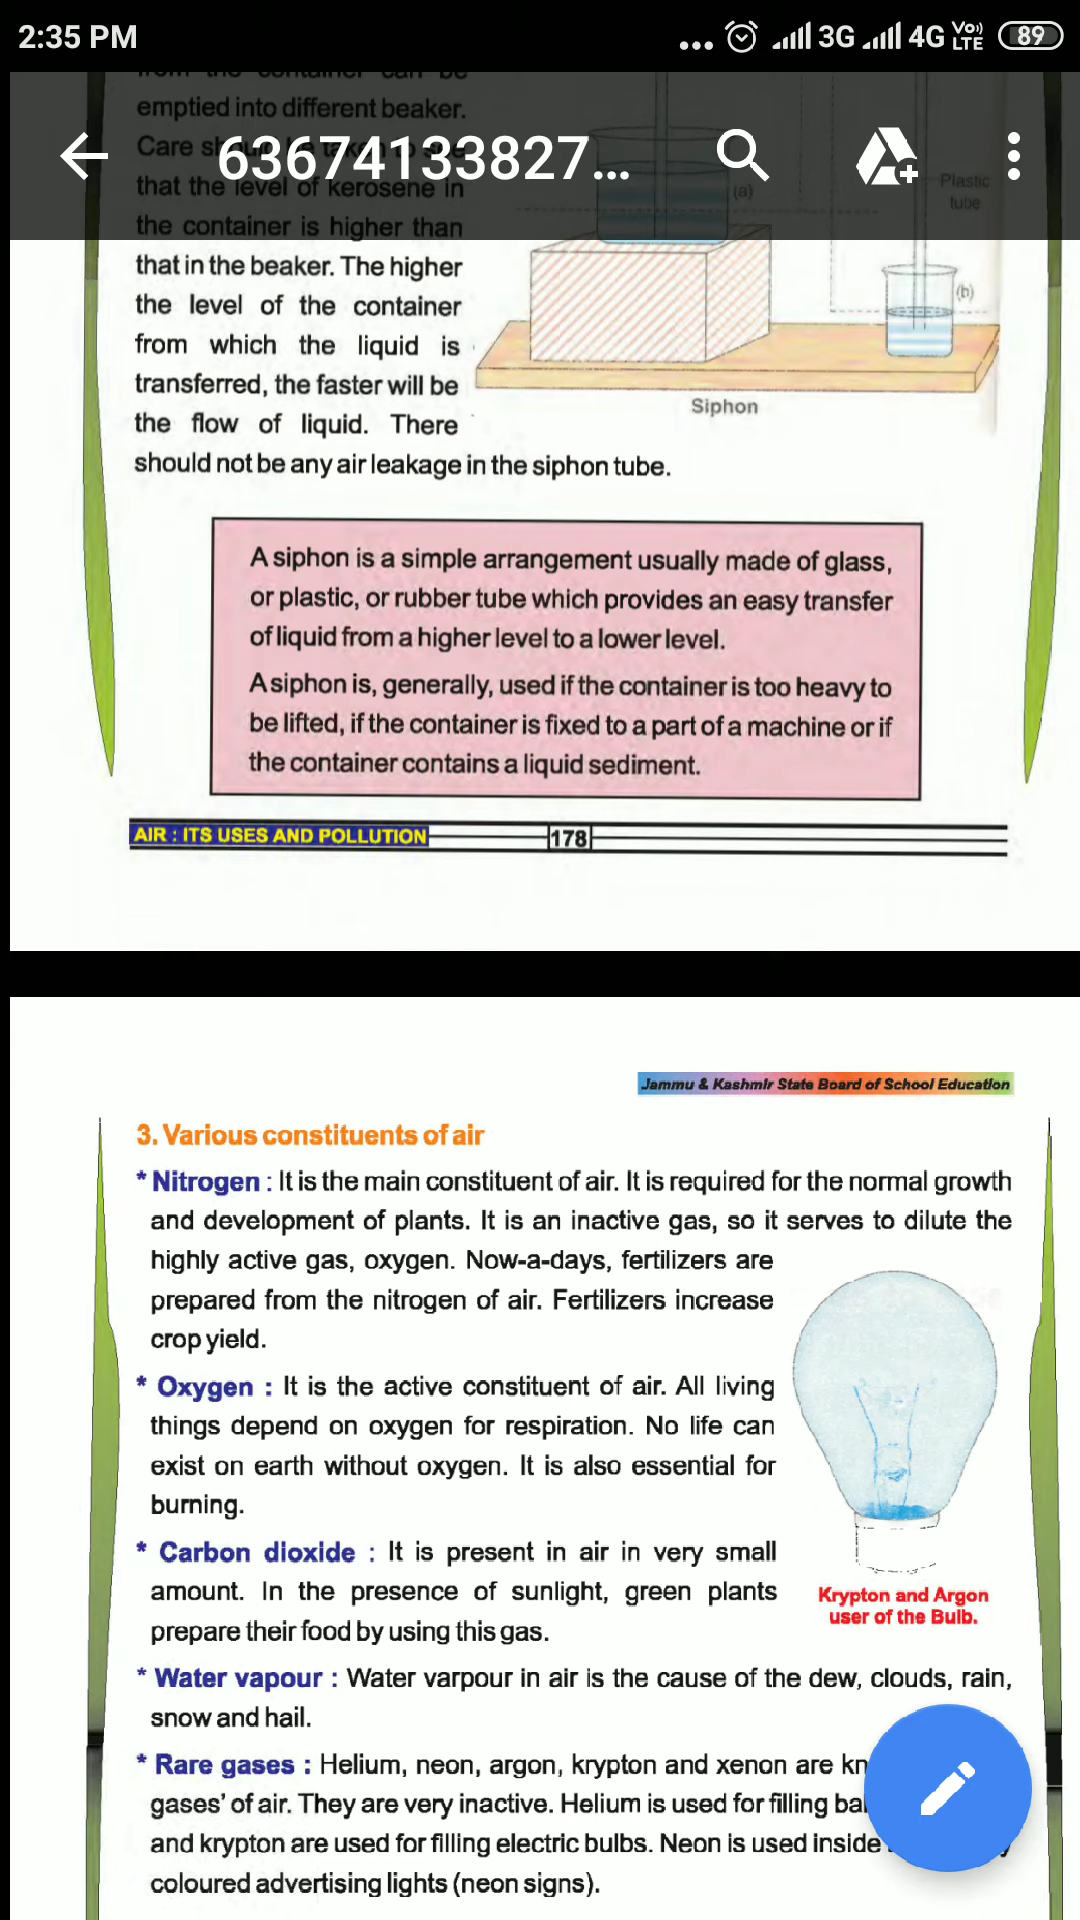 2:35 PM
3G 4G VoLTE 89
emptied into different beaker.
63674133827...
Care should be taken to see
that the level of kerosene in
the container is higher than
that in the beaker. The higher
the level of the container
from which the liquid is
transferred, the faster will be
the flow of liquid. There
should not be any air leakage in the siphon tube.
(a)
Plastic
tube
(b)
Siphon
A siphon is a simple arrangement usually made of glass,
or plastic, or rubber tube which provides an easy transfer
of liquid from a higher level to a lower level.
A siphon is, generally, used if the container is too heavy to
be lifted, if the container is fixed to a part of a machine or if
the container contains a liquid sediment.
AIR : ITS USES AND POLLUTION 178
Jammu & Kashmir State Board of School Education
3. Various constituents of air
* Nitrogen : It is the main constituent of air. It is required for the normal growth
and development of plants. It is an inactive gas, so it serves to dilute the
highly active gas, oxygen. Now-a-days, fertilizers are
prepared from the nitrogen of air. Fertilizers increase
crop yield.
* Oxygen : It is the active constituent of air. All living
things depend on oxygen for respiration. No life can
exist on earth without oxygen. It is also essential for
burning.
* Carbon dioxide : It is present in air in very small
amount. In the presence of sunlight, green plants
prepare their food by using this gas.
Krypton and Argon
user of the Bulb.
* Water vapour : Water varpour in air is the cause of the dew, clouds, rain,
snow and hail.
* Rare gases : Helium, neon, argon, krypton and xenon are
gases' of air. They are very inactive. Helium is used for filling
and krypton are used for filling electric bulbs. Neon is used inside
coloured advertising lights (neon signs).